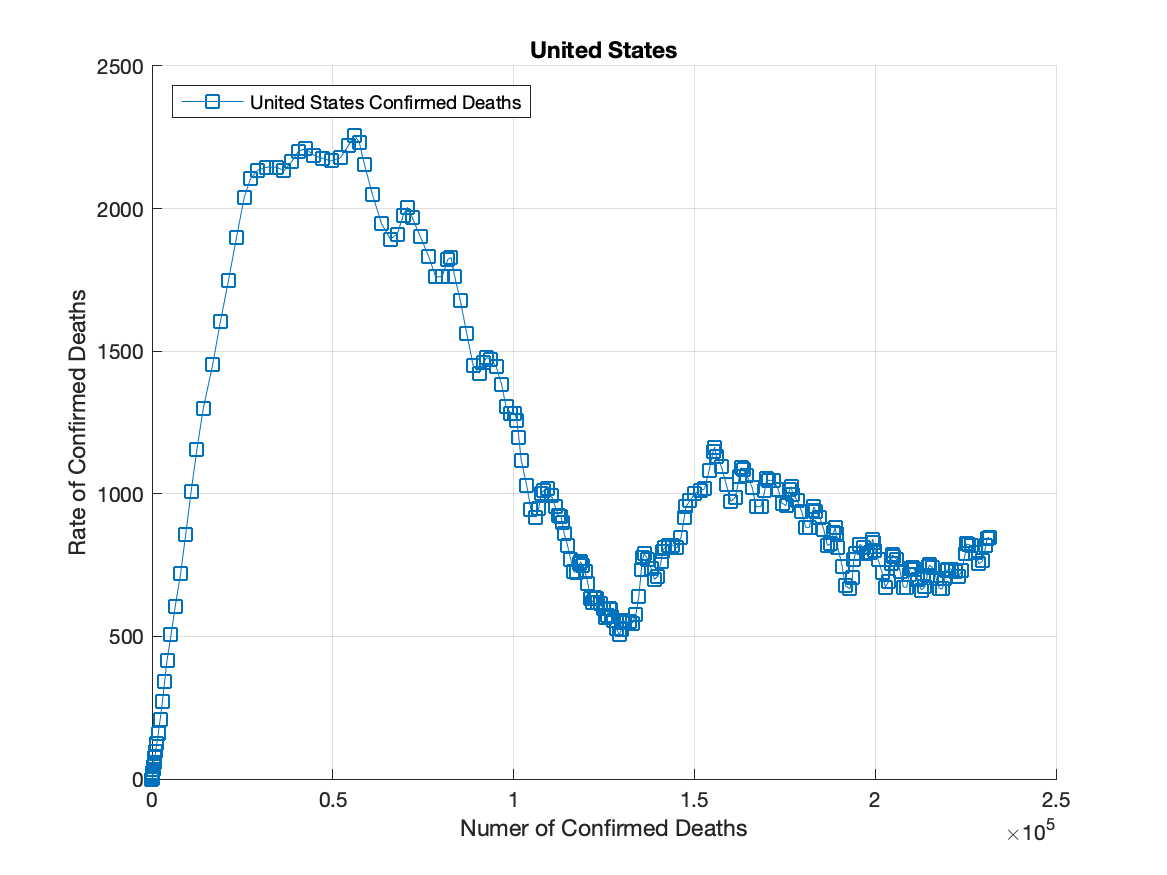 United States
United States Confirmed Deaths
Rate of Confirmed Deaths
2500
2000
1500
1000
500
0
0 0.5 1 1.5 2 2.5
Numer of Confirmed Deaths
×10^5